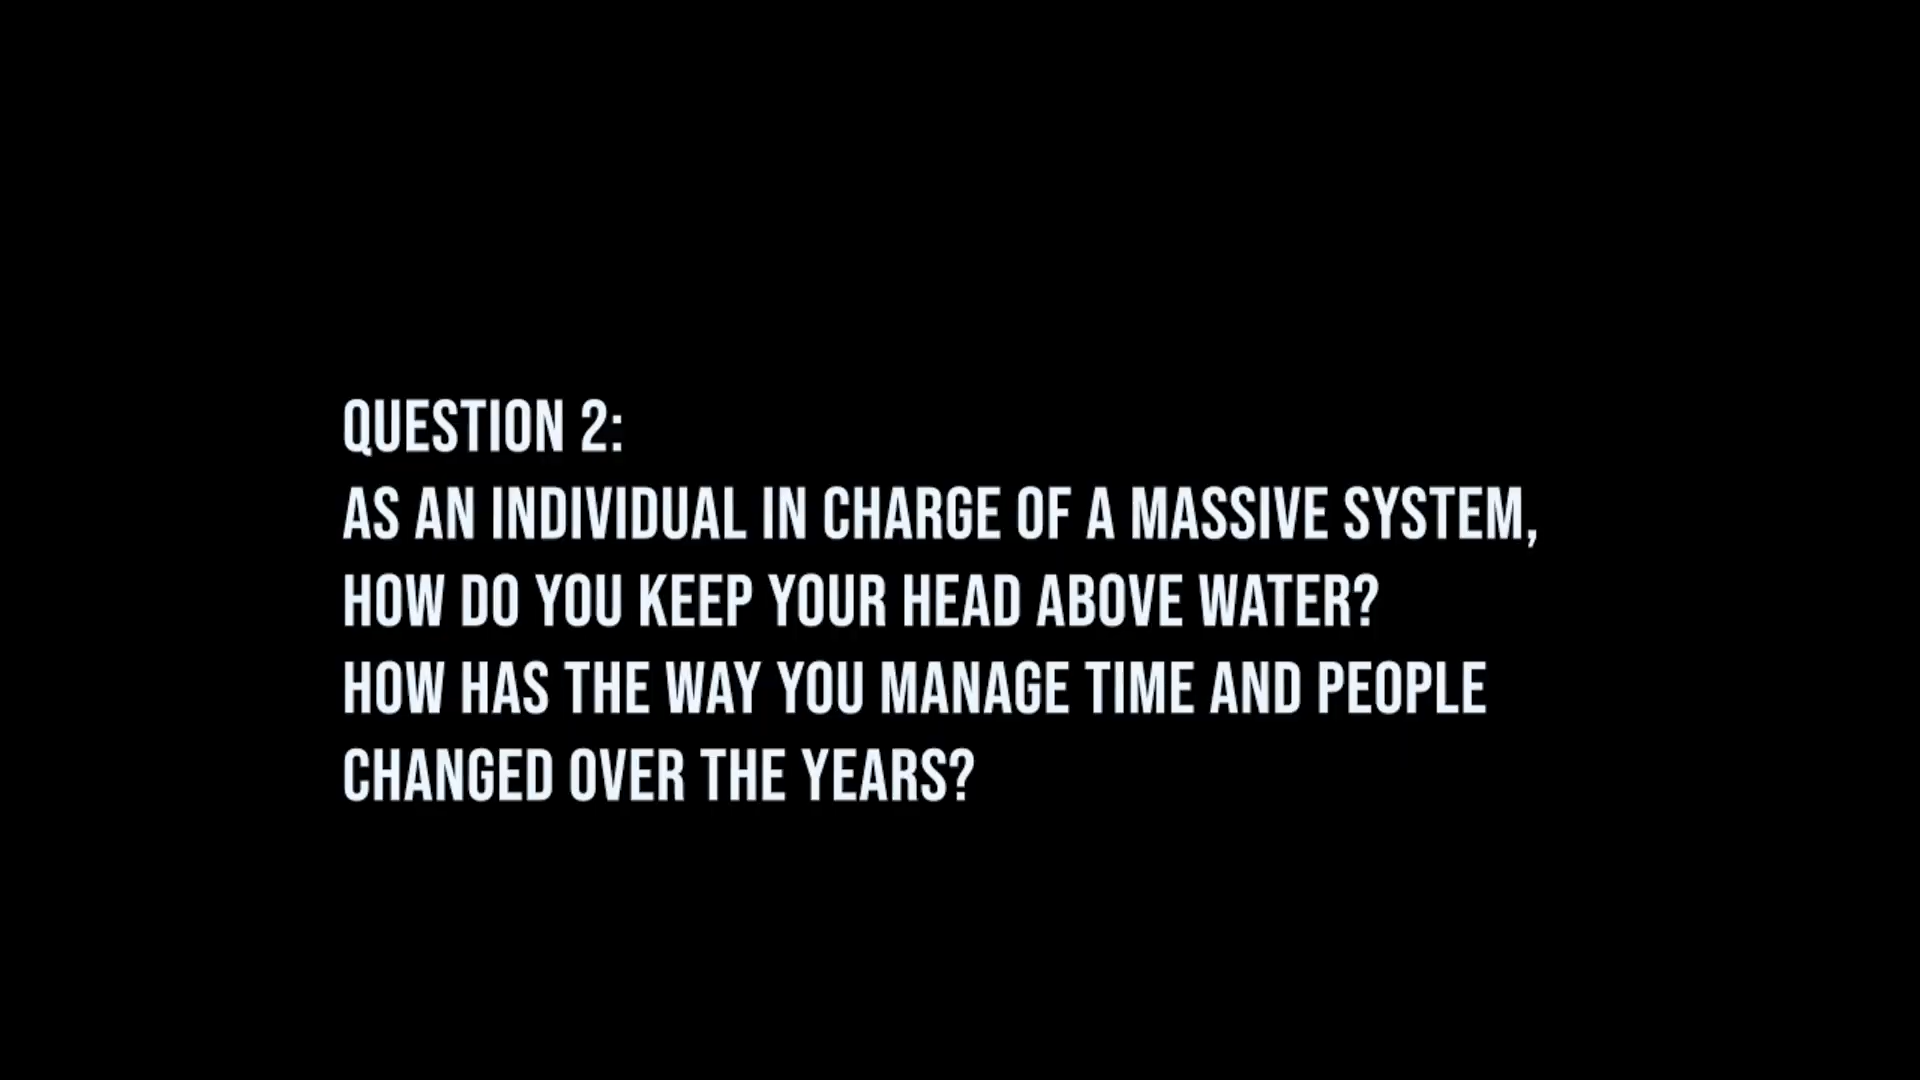 QUESTION 2:
AS AN INDIVIDUAL IN CHARGE OF A MASSIVE SYSTEM,
HOW DO YOU KEEP YOUR HEAD ABOVE WATER?
HOW HAS THE WAY YOU MANAGE TIME AND PEOPLE
CHANGED OVER THE YEARS?